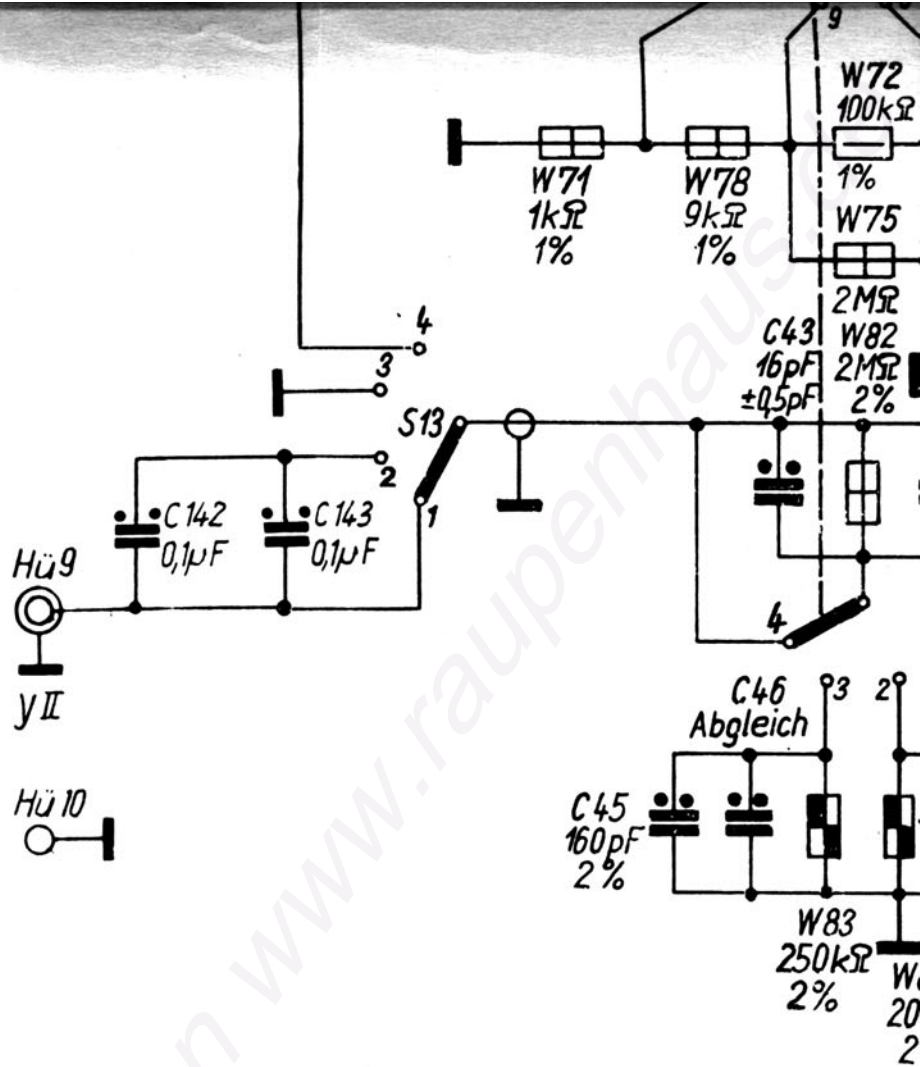 9
W72
100kΩ
1%
W71
1kΩ
1%
W78
9kΩ
1%
W75
2MΩ
4
3
2
S13
1
C43
16pF
±0,5pF
W82
2MΩ
2%
C142
0,1µF
C143
0,1µF
Hü9
yII
4
C46
Abgleich
3
2
Hü10
C45
160pF
2%
W83
250kΩ
2%
www.raupenhaus.d